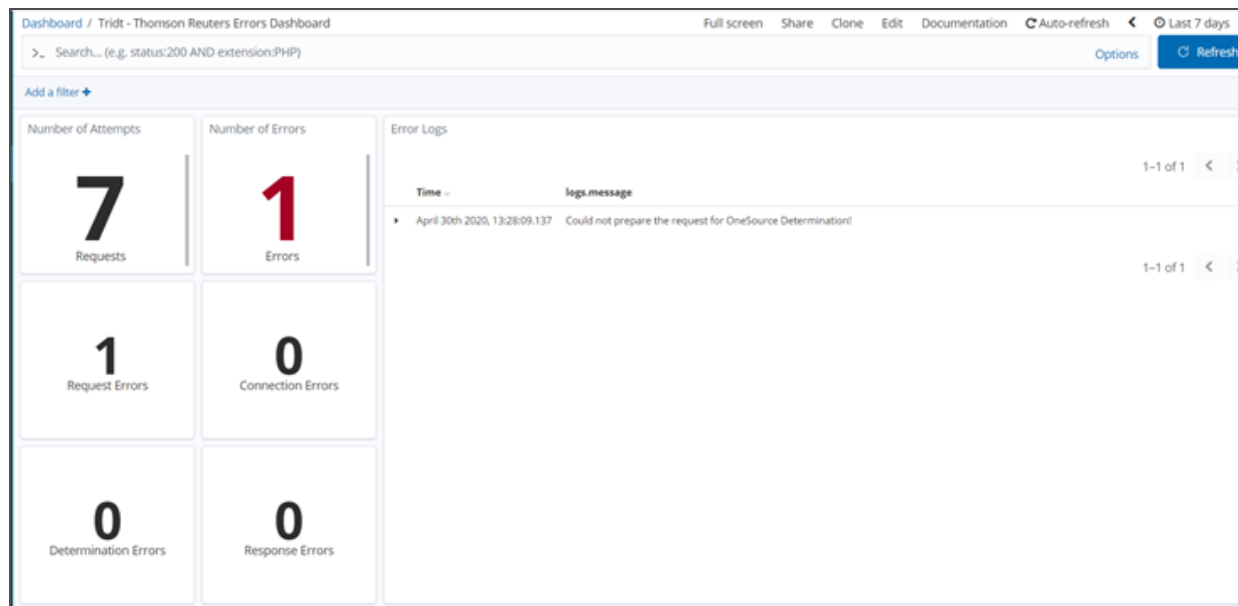 Dashboard / Tridt - Thomson Reuters Errors Dashboard
Full screen Share Clone Edit Documentation Auto-refresh Last 7 days
>_ Search... (e.g. status:200 AND extension:PHP)
Options
Refresh
Add a filter +
Number of Attempts
7
Requests
Number of Errors
1
Errors
1
Request Errors
0
Connection Errors
0
Determination Errors
0
Response Errors
Error Logs
1–1 of 1
Time
logs.message
April 30th 2020, 13:28:09.137 Could not prepare the request for OneSource Determination!
1–1 of 1